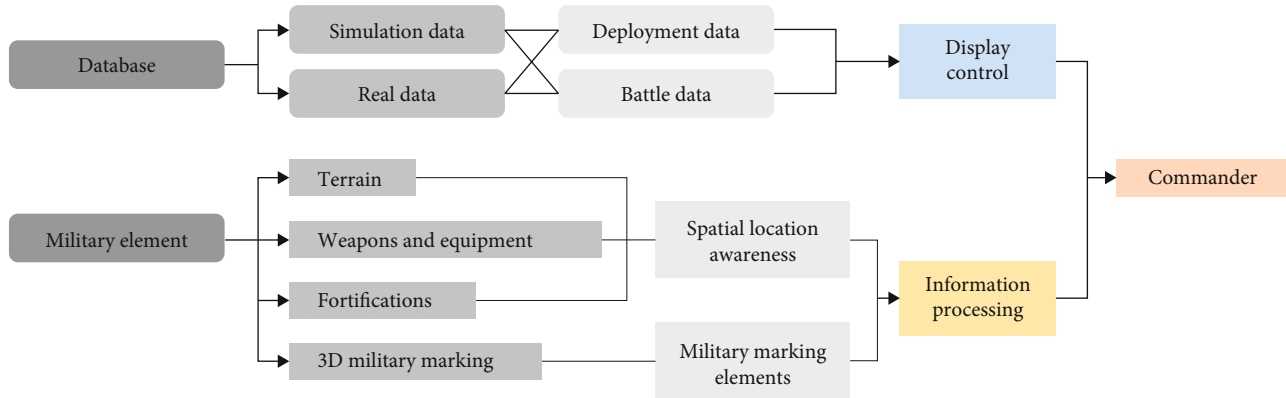 Database
Simulation data
Real data
Deployment data
Battle data
Display
control
Military element
Terrain
Weapons and equipment
Fortifications
3D military marking
Spatial location
awareness
Military marking
elements
Information
processing
Commander